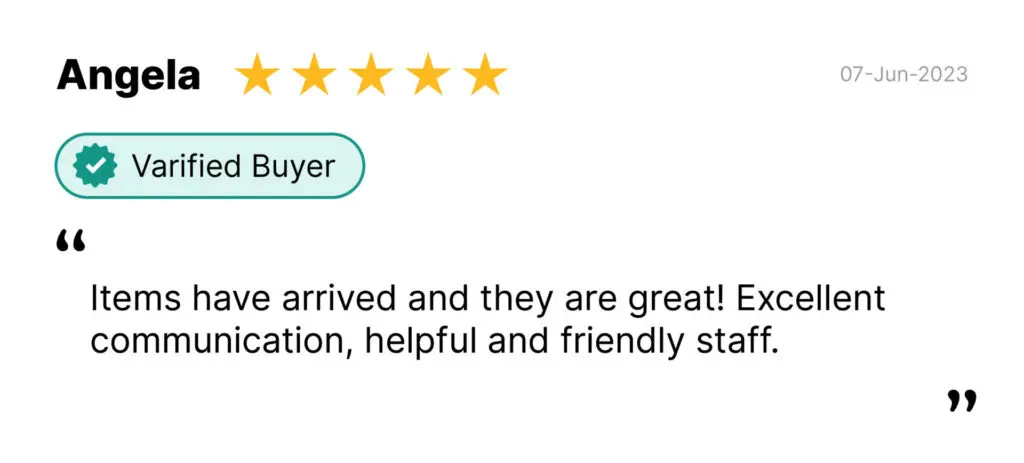 Angela
07-Jun-2023
Varified Buyer
“
Items have arrived and they are great! Excellent
communication, helpful and friendly staff.
”